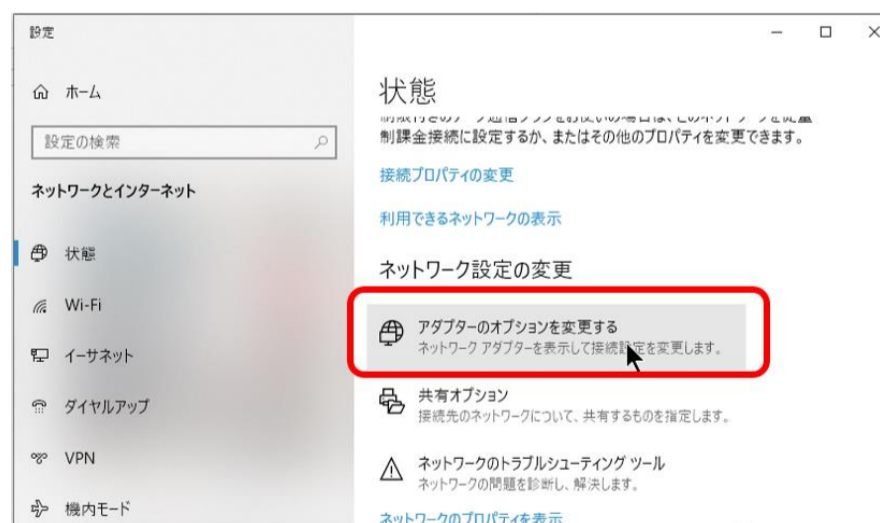 設定
ホーム
設定の検索
ネットワークとインターネット
状態
Wi-Fi
イーサネット
ダイヤルアップ
VPN
機内モード
状態
制課金接続に設定するか、またはその他のプロパティを変更できます。
接続プロパティの変更
利用できるネットワークの表示
ネットワーク設定の変更
アダプターのオプションを変更する
ネットワーク アダプターを表示して接続設定を変更します。
共有オプション
接続先のネットワークについて、共有するものを指定します。
ネットワークのトラブルシューティング ツール
ネットワークの問題を診断し、解決します。
ネットワークのプロパティを表示